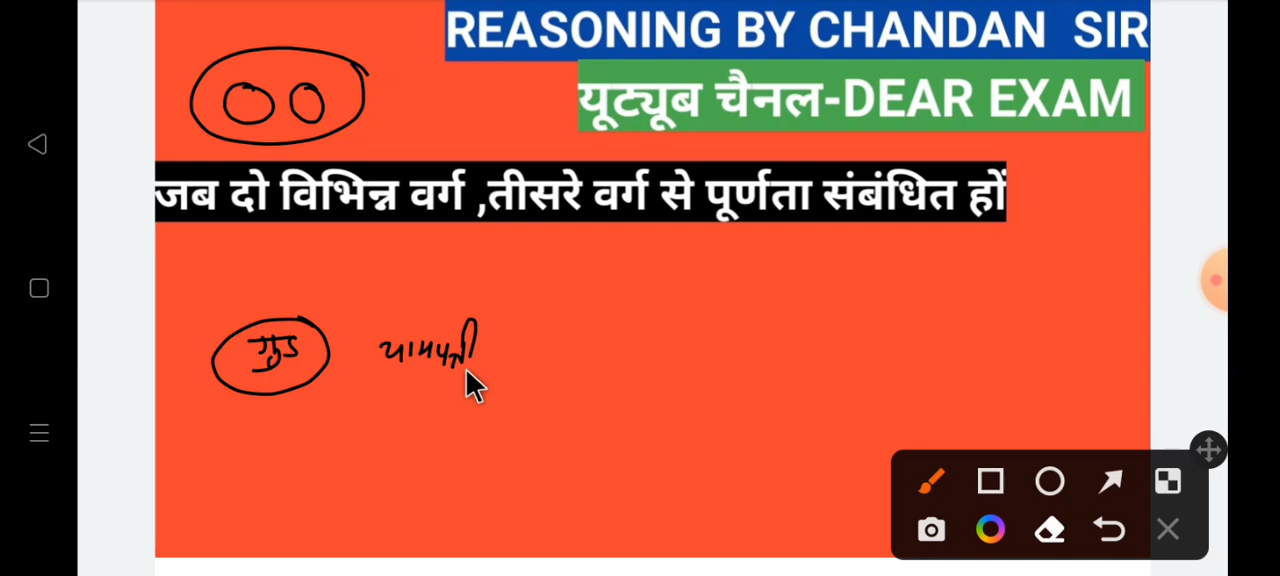 REASONING BY CHANDAN SIR
यूट्यूब चैनल-DEAR EXAM
जब दो विभिन्न वर्ग ,तीसरे वर्ग से पूर्णता संबंधित हों